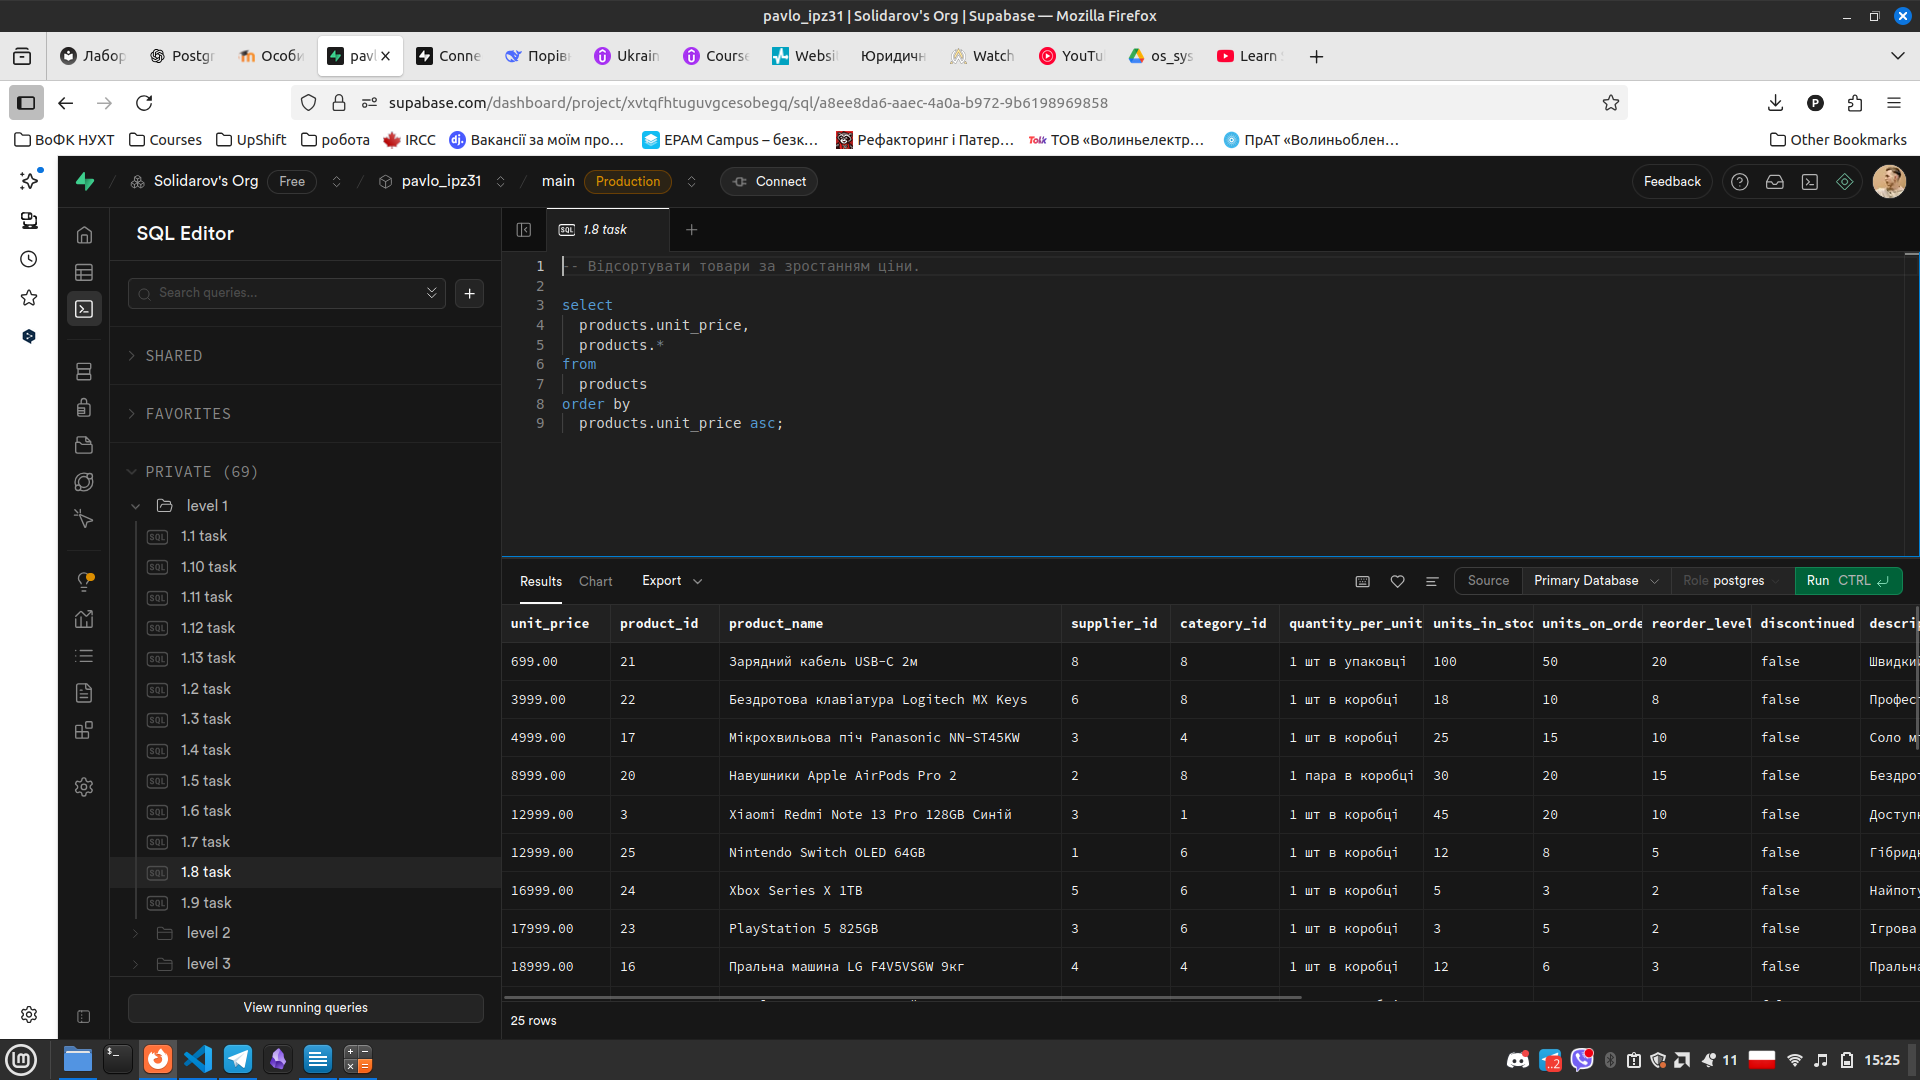 pavlo_ipz31 | Solidarov's Org | Supabase — Mozilla Firefox
Лабор Postgr Особи pavl Conne Порівн Ukrain Course Websit Юридичн Watch YouTu os_sys Learn
supabase.com/dashboard/project/xvtqfhtuguvgcesobegq/sql/a8ee8da6-aaec-4a0a-b972-9b6198969858
ВоФК НУХТ Courses UpShift робота IRCC Вакансії за моїм про… EPAM Campus – безк… Рефакторинг і Патер… ТОВ «Волиньелектр… ПрАТ «Волиньоблен… Other Bookmarks
Solidarov's Org Free pavlo_ipz31 main Production Connect Feedback
SQL Editor
Search queries...
SHARED
FAVORITES
PRIVATE (69)
level 1
1.1 task
1.10 task
1.11 task
1.12 task
1.13 task
1.2 task
1.3 task
1.4 task
1.5 task
1.6 task
1.7 task
1.8 task
1.9 task
level 2
level 3
View running queries
1.8 task
1 -- Відсортувати товари за зростанням ціни.
2
3 select
4 products.unit_price,
5 products.*
6 from
7 products
8 order by
9 products.unit_price asc;
Results Chart Export Source Primary Database Role postgres Run CTRL
unit_price product_id product_name supplier_id category_id quantity_per_unit units_in_stoc units_on_orde reorder_level discontinued descrip
699.00 21 Зарядний кабель USB-C 2м 8 8 1 шт в упаковці 100 50 20 false Швидки
3999.00 22 Бездротова клавіатура Logitech MX Keys 6 8 1 шт в коробці 18 10 8 false Профес
4999.00 17 Мікрохвильова піч Panasonic NN-ST45KW 3 4 1 шт в коробці 25 15 10 false Соло м
8999.00 20 Навушники Apple AirPods Pro 2 2 8 1 пара в коробці 30 20 15 false Бездро
12999.00 3 Xiaomi Redmi Note 13 Pro 128GB Синій 3 1 1 шт в коробці 45 20 10 false Доступн
12999.00 25 Nintendo Switch OLED 64GB 1 6 1 шт в коробці 12 8 5 false Гібридн
16999.00 24 Xbox Series X 1TB 5 6 1 шт в коробці 5 3 2 false Найпоту
17999.00 23 PlayStation 5 825GB 3 6 1 шт в коробці 3 5 2 false Ігрова
18999.00 16 Пральна машина LG F4V5VS6W 9кг 4 4 1 шт в коробці 12 6 3 false Пральна
25 rows
11 15:25